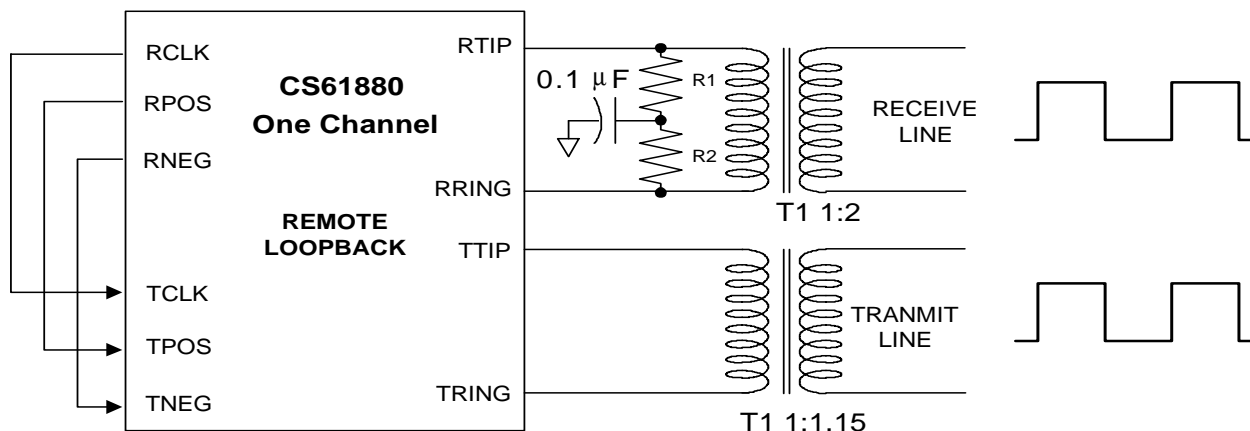 RCLK
RPOS
RNEG
CS61880
One Channel
REMOTE
LOOPBACK
TCLK
TPOS
TNEG
RTIP
RRING
TTIP
TRING
0.1 μF
R1
R2
RECEIVE
LINE
T1 1:2
TRANMIT
LINE
T1 1:1.15